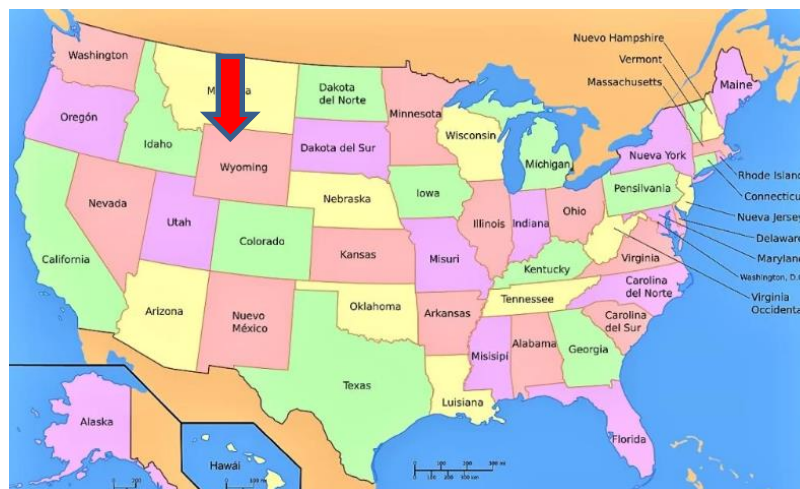 Nuevo Hampshire
Vermont
Massachusetts
Washington
Maine
Dakota
del Norte
Minnesota
Oregón
Idaho
Wisconsin
Michigan
Nueva York
Dakota del Sur
Wyoming
Rhode Island
Connecticu
Pensilvania
Nueva Jersey
Nebraska
Iowa
Nevada
Utah
Illinois
Indiana
Ohio
Delaware
Maryland
Washington, D.C
Virginia
Occidental
Colorado
California
Kansas
Misuri
Kentucky
Virginia
Carolina
del Norte
Tennessee
Arizona
Nuevo
México
Oklahoma
Arkansas
Carolina
del Sur
Misisipi
Alabama
Georgia
Texas
Luisiana
Florida
Alaska
Hawái